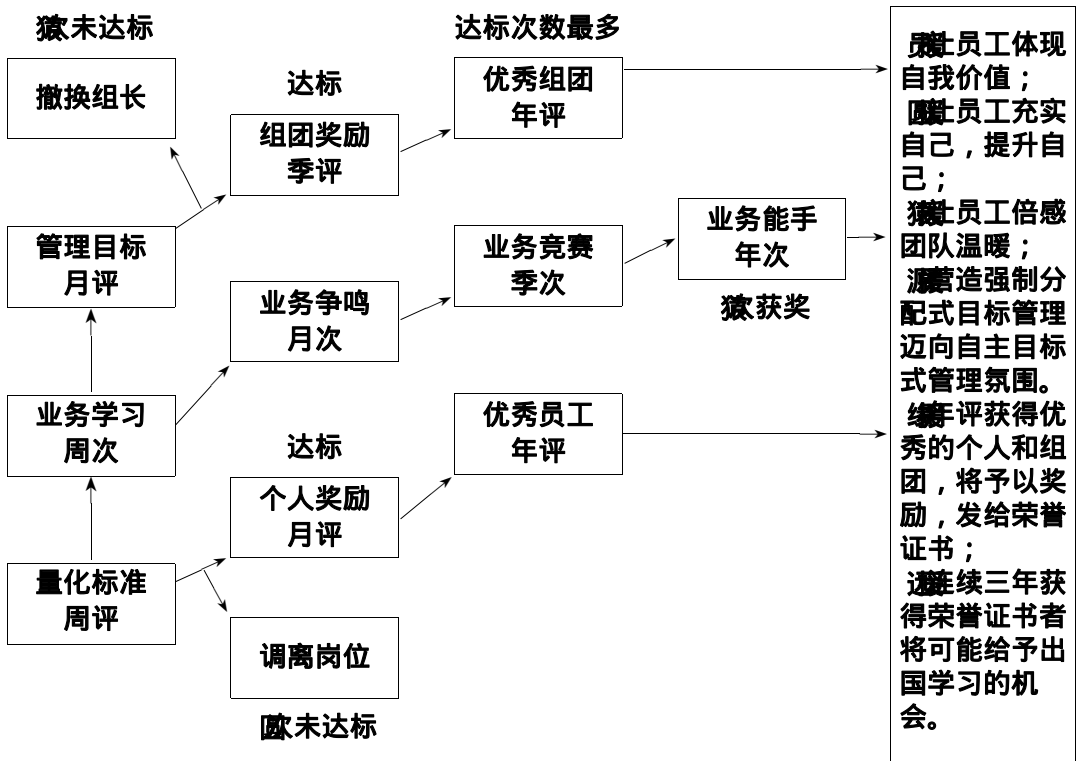 次未达标
达标次数最多
撤换组长
达标
优秀组团
年评
组团奖励
季评
管理目标
月评
业务争鸣
月次
业务竞赛
季次
业务能手
年次
次获奖
业务学习
周次
达标
优秀员工
年评
个人奖励
月评
量化标准
周评
调离岗位
次未达标
让员工体现
自我价值；
让员工充实
自己，提升自
己；
让员工倍感
团队温暖；
营造强制分
配式目标管理
迈向自主目标
式管理氛围。
年评获得优
秀的个人和组
团，将予以奖
励，发给荣誉
证书；
连续三年获
得荣誉证书者
将可能给予出
国学习的机
会。